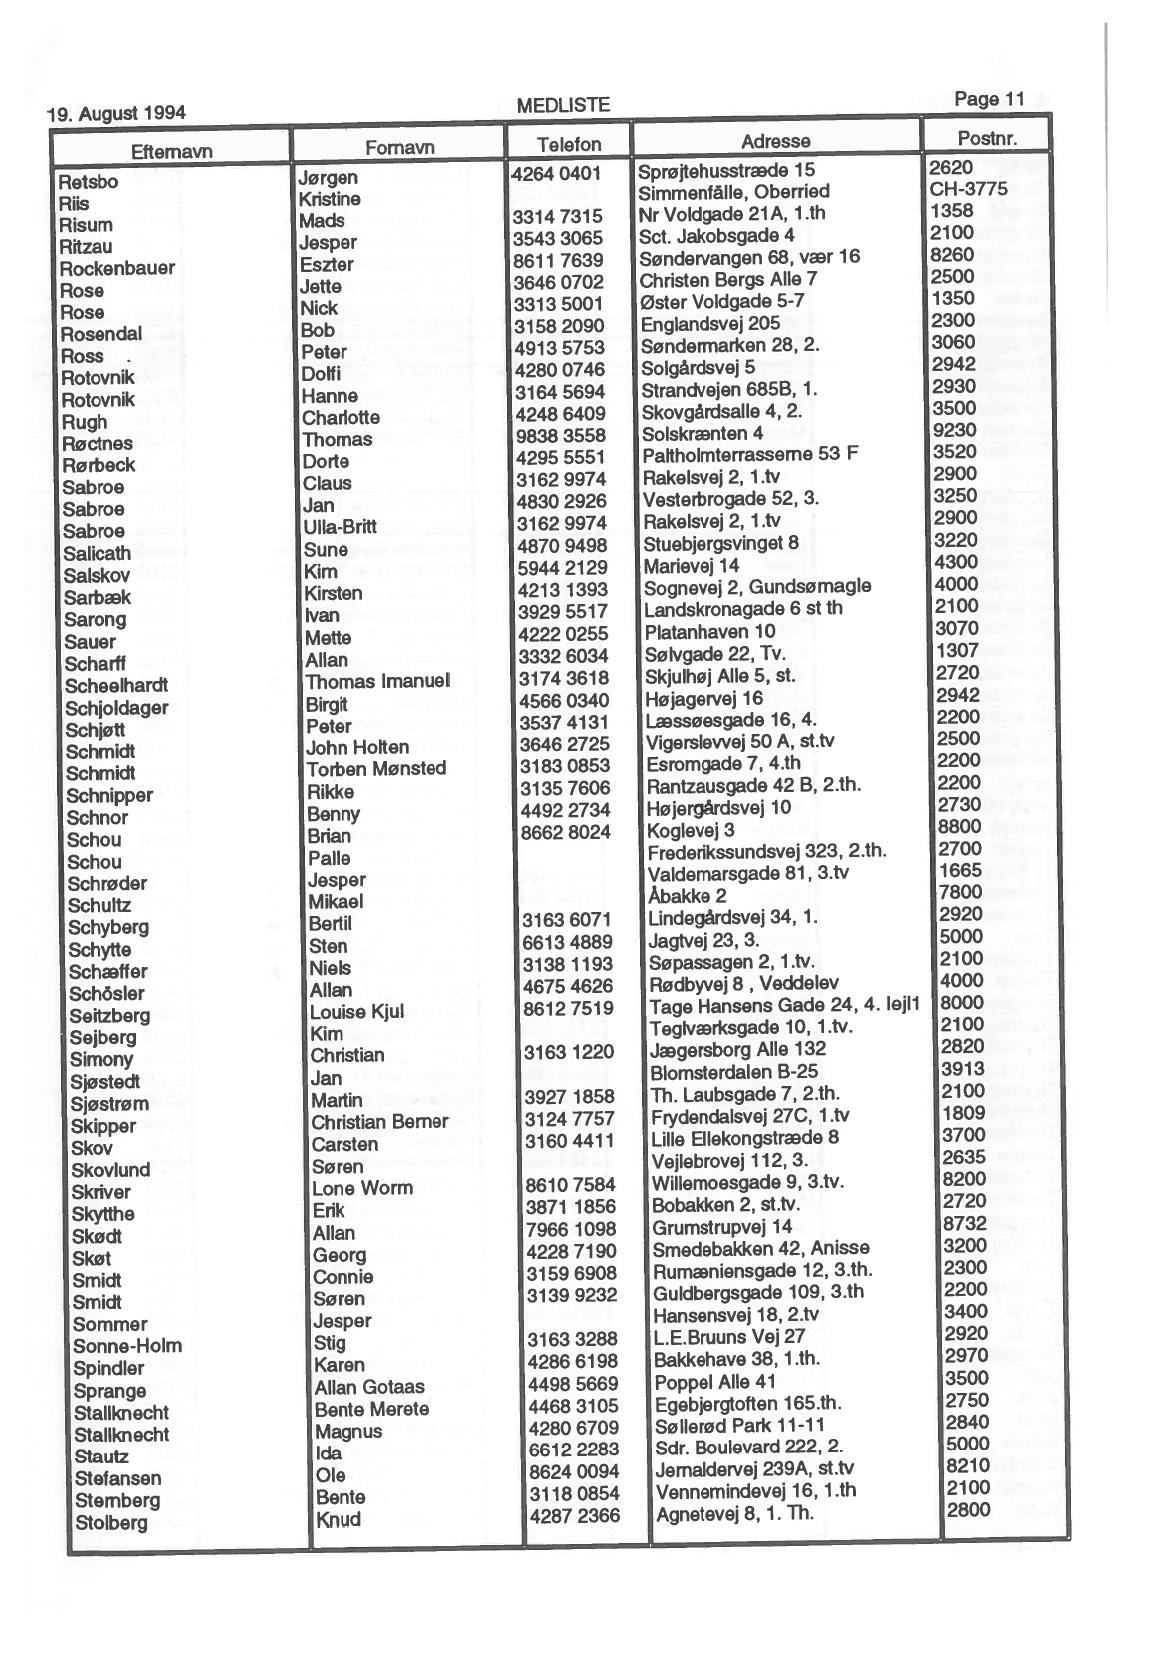 19. August 1994 MEDLISTE Page 11
Efternavn Fornavn Telefon Adresse Postnr.
Retsbo Jørgen 4264 0401 Sprøjtehusstræde 15 2620
Riis Kristine Simmenfälle, Oberried CH-3775
Risum Mads 3314 7315 Nr Voldgade 21A, 1.th 1358
Ritzau Jesper 3543 3065 Sct. Jakobsgade 4 2100
Rockenbauer Eszter 8611 7639 Søndervangen 68, vær 16 8260
Rose Jette 3646 0702 Christen Bergs Alle 7 2500
Rose Nick 3313 5001 Øster Voldgade 5-7 1350
Rosendal Bob 3158 2090 Englandsvej 205 2300
Ross Peter 4913 5753 Søndermarken 28, 2. 3060
Rotovnik Dolfi 4280 0746 Solgårdsvej 5 2942
Rotovnik Hanne 3164 5694 Strandvejen 685B, 1. 2930
Rugh Charlotte 4248 6409 Skovgårdsalle 4, 2. 3500
Røctnes Thomas 9838 3558 Solskrænten 4 9230
Rørbeck Dorte 4295 5551 Paltholmterrasserne 53 F 3520
Sabroe Claus 3162 9974 Rakelsvej 2, 1.tv 2900
Sabroe Jan 4830 2926 Vesterbrogade 52, 3. 3250
Sabroe Ulla-Britt 3162 9974 Rakelsvej 2, 1.tv 2900
Salicath Sune 4870 9498 Stuebjergsvinget 8 3220
Salskov Kim 5944 2129 Marievej 14 4300
Sarbæk Kirsten 4213 1393 Sognevej 2, Gundsømagle 4000
Sarong Ivan 3929 5517 Landskronagade 6 st th 2100
Sauer Mette 4222 0255 Platanhaven 10 3070
Scharff Allan 3332 6034 Sølvgade 22, Tv. 1307
Scheelhardt Thomas Imanuel 3174 3618 Skjulhøj Alle 5, st. 2720
Schjoldager Birgit 4566 0340 Højagervej 16 2942
Schjøtt Peter 3537 4131 Læssøesgade 16, 4. 2200
Schmidt John Holten 3646 2725 Vigerslevvej 50 A, st.tv 2500
Schmidt Torben Mønsted 3183 0853 Esromgade 7, 4.th 2200
Schnipper Rikke 3135 7606 Rantzausgade 42 B, 2.th. 2200
Schnor Benny 4492 2734 Højergårdsvej 10 2730
Schou Brian 8662 8024 Koglevej 3 8800
Schou Palle Frederikssundsvej 323, 2.th. 2700
Schrøder Jesper Valdemarsgade 81, 3.tv 1665
Schultz Mikael Åbakke 2 7800
Schyberg Bertil 3163 6071 Lindegårdsvej 34, 1. 2920
Schytte Sten 6613 4889 Jagtvej 23, 3. 5000
Schæffer Niels 3138 1193 Søpassagen 2, 1.tv. 2100
Schösler Allan 4675 4626 Rødbyvej 8 , Veddelev 4000
Seitzberg Louise Kjul 8612 7519 Tage Hansens Gade 24, 4. lejl1 8000
Sejberg Kim Teglværksgade 10, 1.tv. 2100
Simony Christian 3163 1220 Jægersborg Alle 132 2820
Sjøstedt Jan Blomsterdalen B-25 3913
Sjøstrøm Martin 3927 1858 Th. Laubsgade 7, 2.th. 2100
Skipper Christian Berner 3124 7757 Frydendalsvej 27C, 1.tv 1809
Skov Carsten 3160 4411 Lille Ellekongstræde 8 3700
Skovlund Søren Vejlebrovej 112, 3. 2635
Skriver Lone Worm 8610 7584 Willemoesgade 9, 3.tv. 8200
Skytthe Erik 3871 1856 Bobakken 2, st.tv. 2720
Skødt Allan 7966 1098 Grumstrupvej 14 8732
Skøt Georg 4228 7190 Smedebakken 42, Anisse 3200
Smidt Connie 3159 6908 Rumæniensgade 12, 3.th. 2300
Smidt Søren 3139 9232 Guldbergsgade 109, 3.th 2200
Sommer Jesper Hansensvej 18, 2.tv 3400
Sonne-Holm Stig 3163 3288 L.E.Bruuns Vej 27 2920
Spindler Karen 4286 6198 Bakkehave 38, 1.th. 2970
Sprange Allan Gotaas 4498 5669 Poppel Alle 41 3500
Stallknecht Bente Merete 4468 3105 Egebjergtoften 165.th. 2750
Stallknecht Magnus 4280 6709 Søllerød Park 11-11 2840
Stautz Ida 6612 2283 Sdr. Boulevard 222, 2. 5000
Stefansen Ole 8624 0094 Jernaldervej 239A, st.tv 8210
Sternberg Bente 3118 0854 Vennemindevej 16, 1.th 2100
Stolberg Knud 4287 2366 Agnetevej 8, 1. Th. 2800